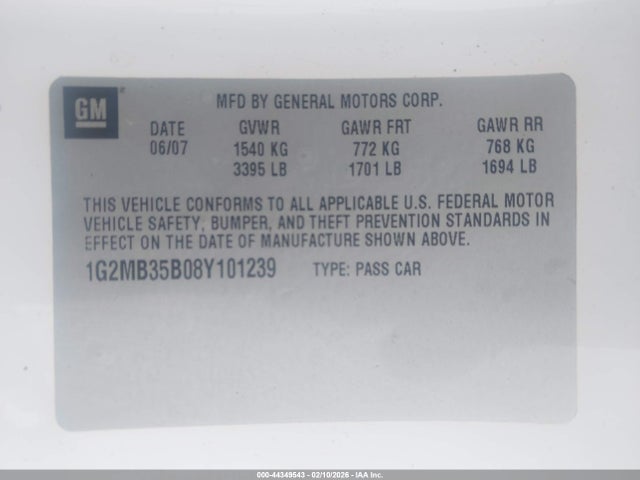 GM
MFD BY GENERAL MOTORS CORP.
DATE GVWR GAWR FRT GAWR RR
06/07 1540 KG 772 KG 768 KG
3395 LB 1701 LB 1694 LB
THIS VEHICLE CONFORMS TO ALL APPLICABLE U.S. FEDERAL MOTOR
VEHICLE SAFETY, BUMPER, AND THEFT PREVENTION STANDARDS IN
EFFECT ON THE DATE OF MANUFACTURE SHOWN ABOVE.
1G2MB35B08Y101239 TYPE: PASS CAR
000-44349543 - 02/10/2026 - IAA Inc.